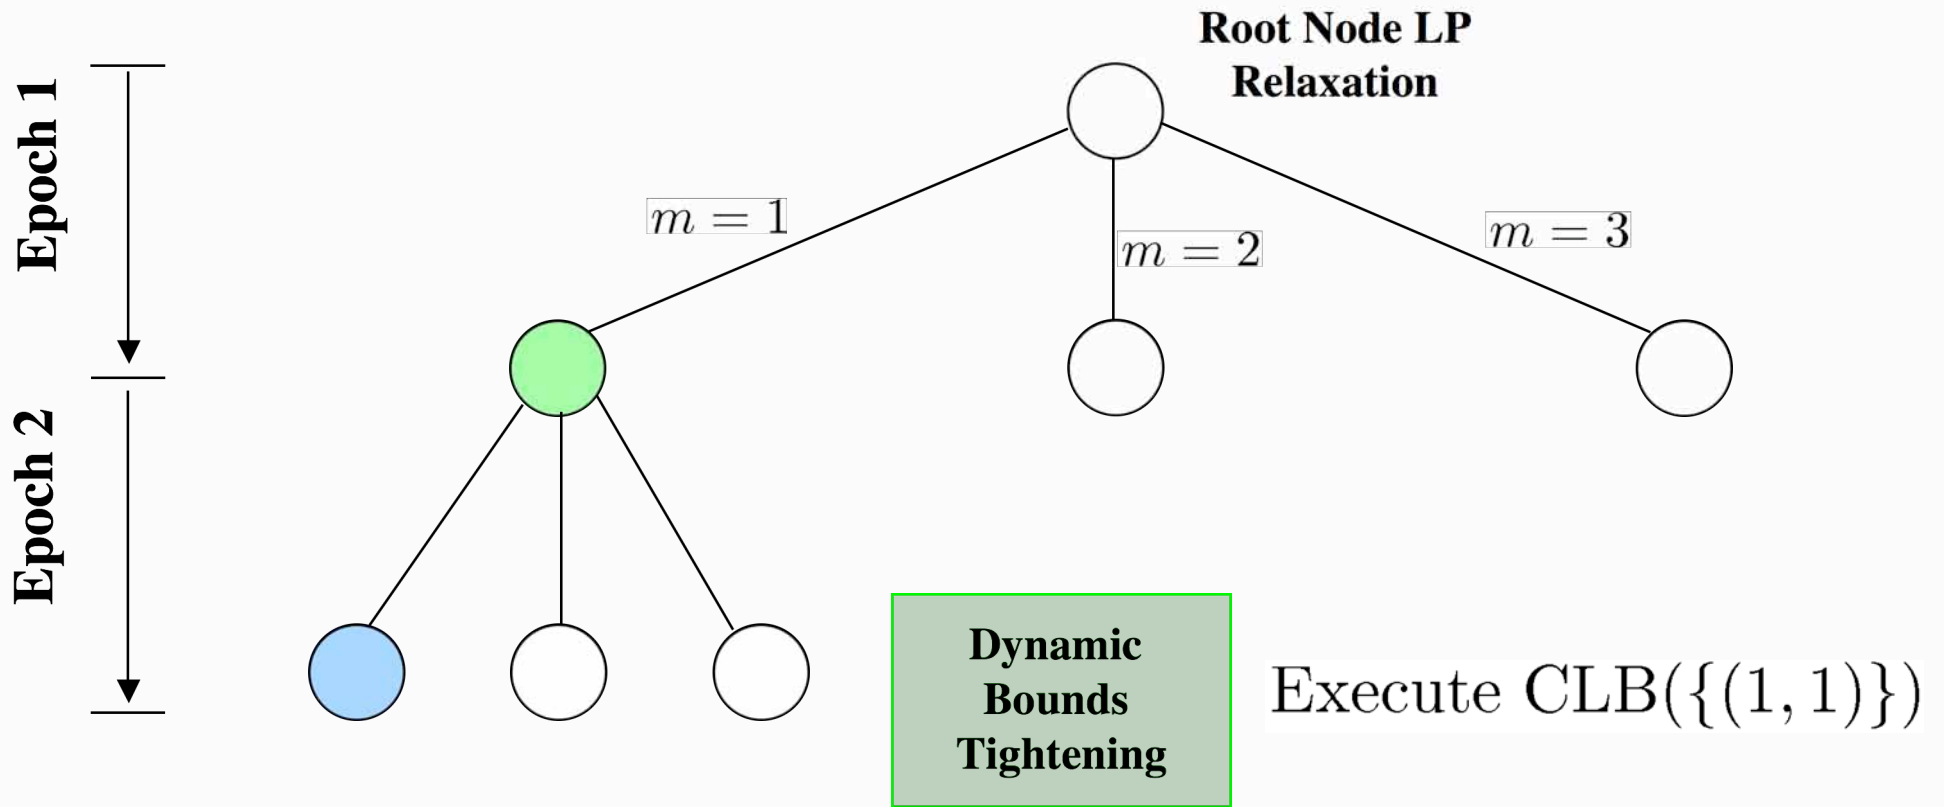 Root Node LP
Relaxation
Epoch 1
m = 1
m = 2
m = 3
Epoch 2
Dynamic
Bounds
Tightening
Execute CLB({(1, 1)})